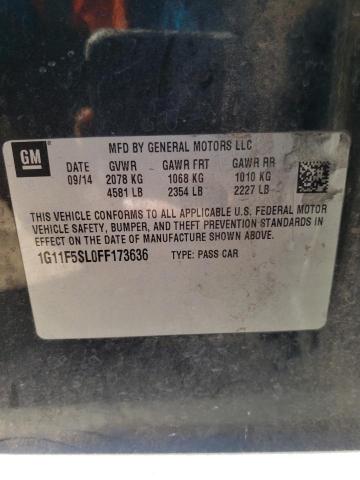 MFD BY GENERAL MOTORS LLC
GM
DATE GVWR GAWR FRT GAWR RR
09/14 2078 KG 1068 KG 1010 KG
4581 LB 2354 LB 2227 LB
THIS VEHICLE CONFORMS TO ALL APPLICABLE U.S. FEDERAL MOTOR
VEHICLE SAFETY, BUMPER, AND THEFT PREVENTION STANDARDS
IN EFFECT ON THE DATE OF MANUFACTURE SHOWN ABOVE.
1G11F5SL0FF173636 TYPE: PASS CAR